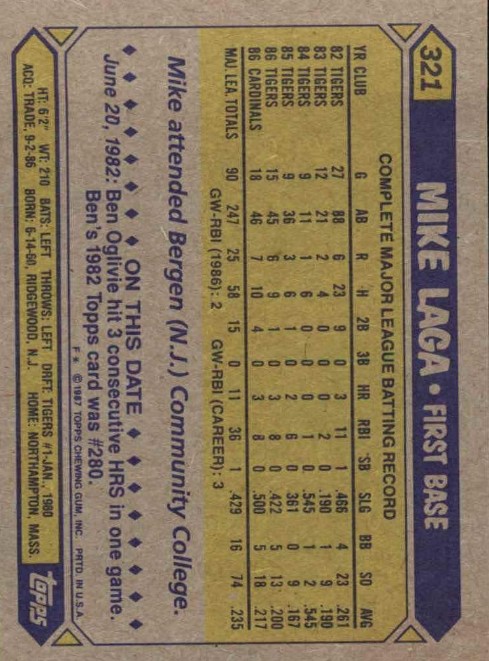 321
MIKE LAGA • FIRST BASE
COMPLETE MAJOR LEAGUE BATTING RECORD
YR CLUB G AB R H 2B 3B HR RBI SB SLG BB SO AVG
82 TIGERS 27 88 6 23 9 0 3 11 1 .466 4 23 .261
83 TIGERS 12 21 2 4 0 0 0 2 0 .190 1 9 .190
84 TIGERS 9 11 1 6 0 0 0 1 0 .545 1 2 .545
85 TIGERS 9 36 3 6 1 0 2 6 0 .361 0 9 .167
86 TIGERS 15 45 6 9 1 0 3 8 0 .422 5 13 .200
86 CARDINALS 18 46 7 10 4 0 3 8 0 .500 5 18 .217
MAJ. LEA. TOTALS 90 247 25 58 15 0 11 36 1 .429 16 74 .235
GW-RBI (1986): 2 GW-RBI (CAREER): 3
Mike attended Bergen (N.J.) Community College.
♦ ♦ ♦ ♦ ♦ ♦ ♦ ♦ ON THIS DATE ♦ ♦ ♦ ♦ ♦ ♦ ♦ ♦
June 20, 1982: Ben Oglivie hit 3 consecutive HRS in one game.
Ben's 1982 Topps card was #280.
F * © 1987 TOPPS CHEWING GUM, INC. PRTD. IN U.S.A.
HT: 6'2" WT: 210 BATS: LEFT THROWS: LEFT DRFT: TIGERS #1-JAN., 1980
ACQ: TRADE, 9-2-86 BORN: 6-14-60, RIDGEWOOD, N.J. HOME: NORTHAMPTON, MASS.
topps